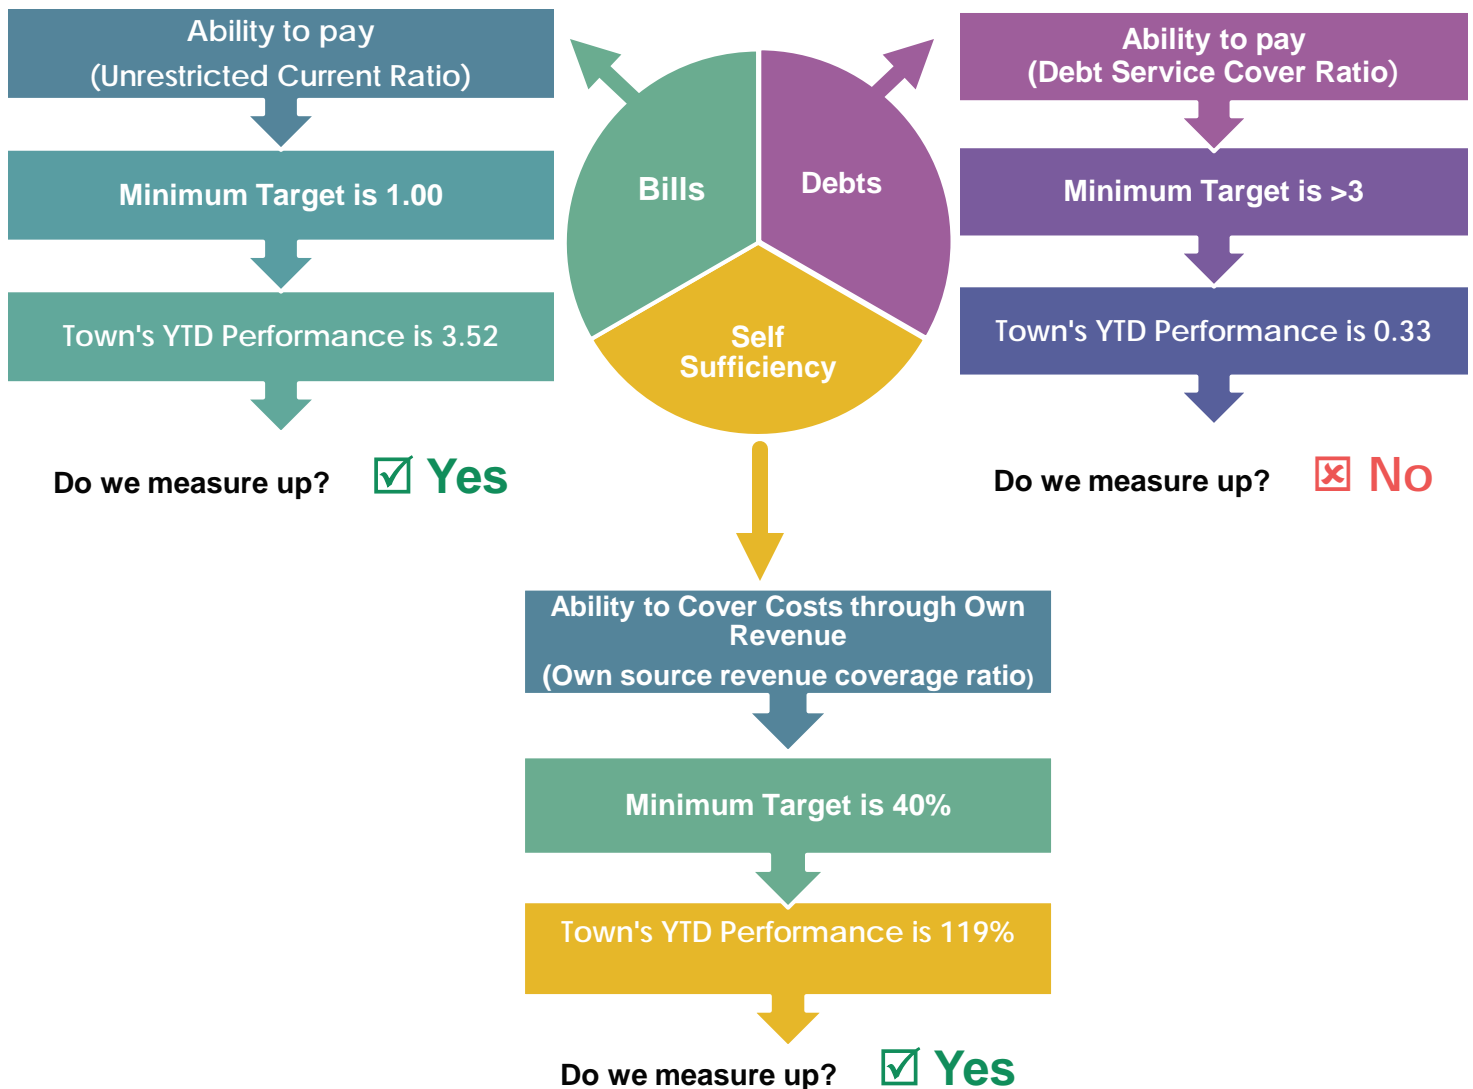 Ability to pay
(Unrestricted Current Ratio)
Minimum Target is 1.00
Town's YTD Performance is 3.52
Do we measure up? ☑ Yes
Bills
Debts
Self
Sufficiency
Ability to pay
(Debt Service Cover Ratio)
Minimum Target is >3
Town's YTD Performance is 0.33
Do we measure up? ☒ No
Ability to Cover Costs through Own
Revenue
(Own source revenue coverage ratio)
Minimum Target is 40%
Town's YTD Performance is 119%
Do we measure up? ☑ Yes